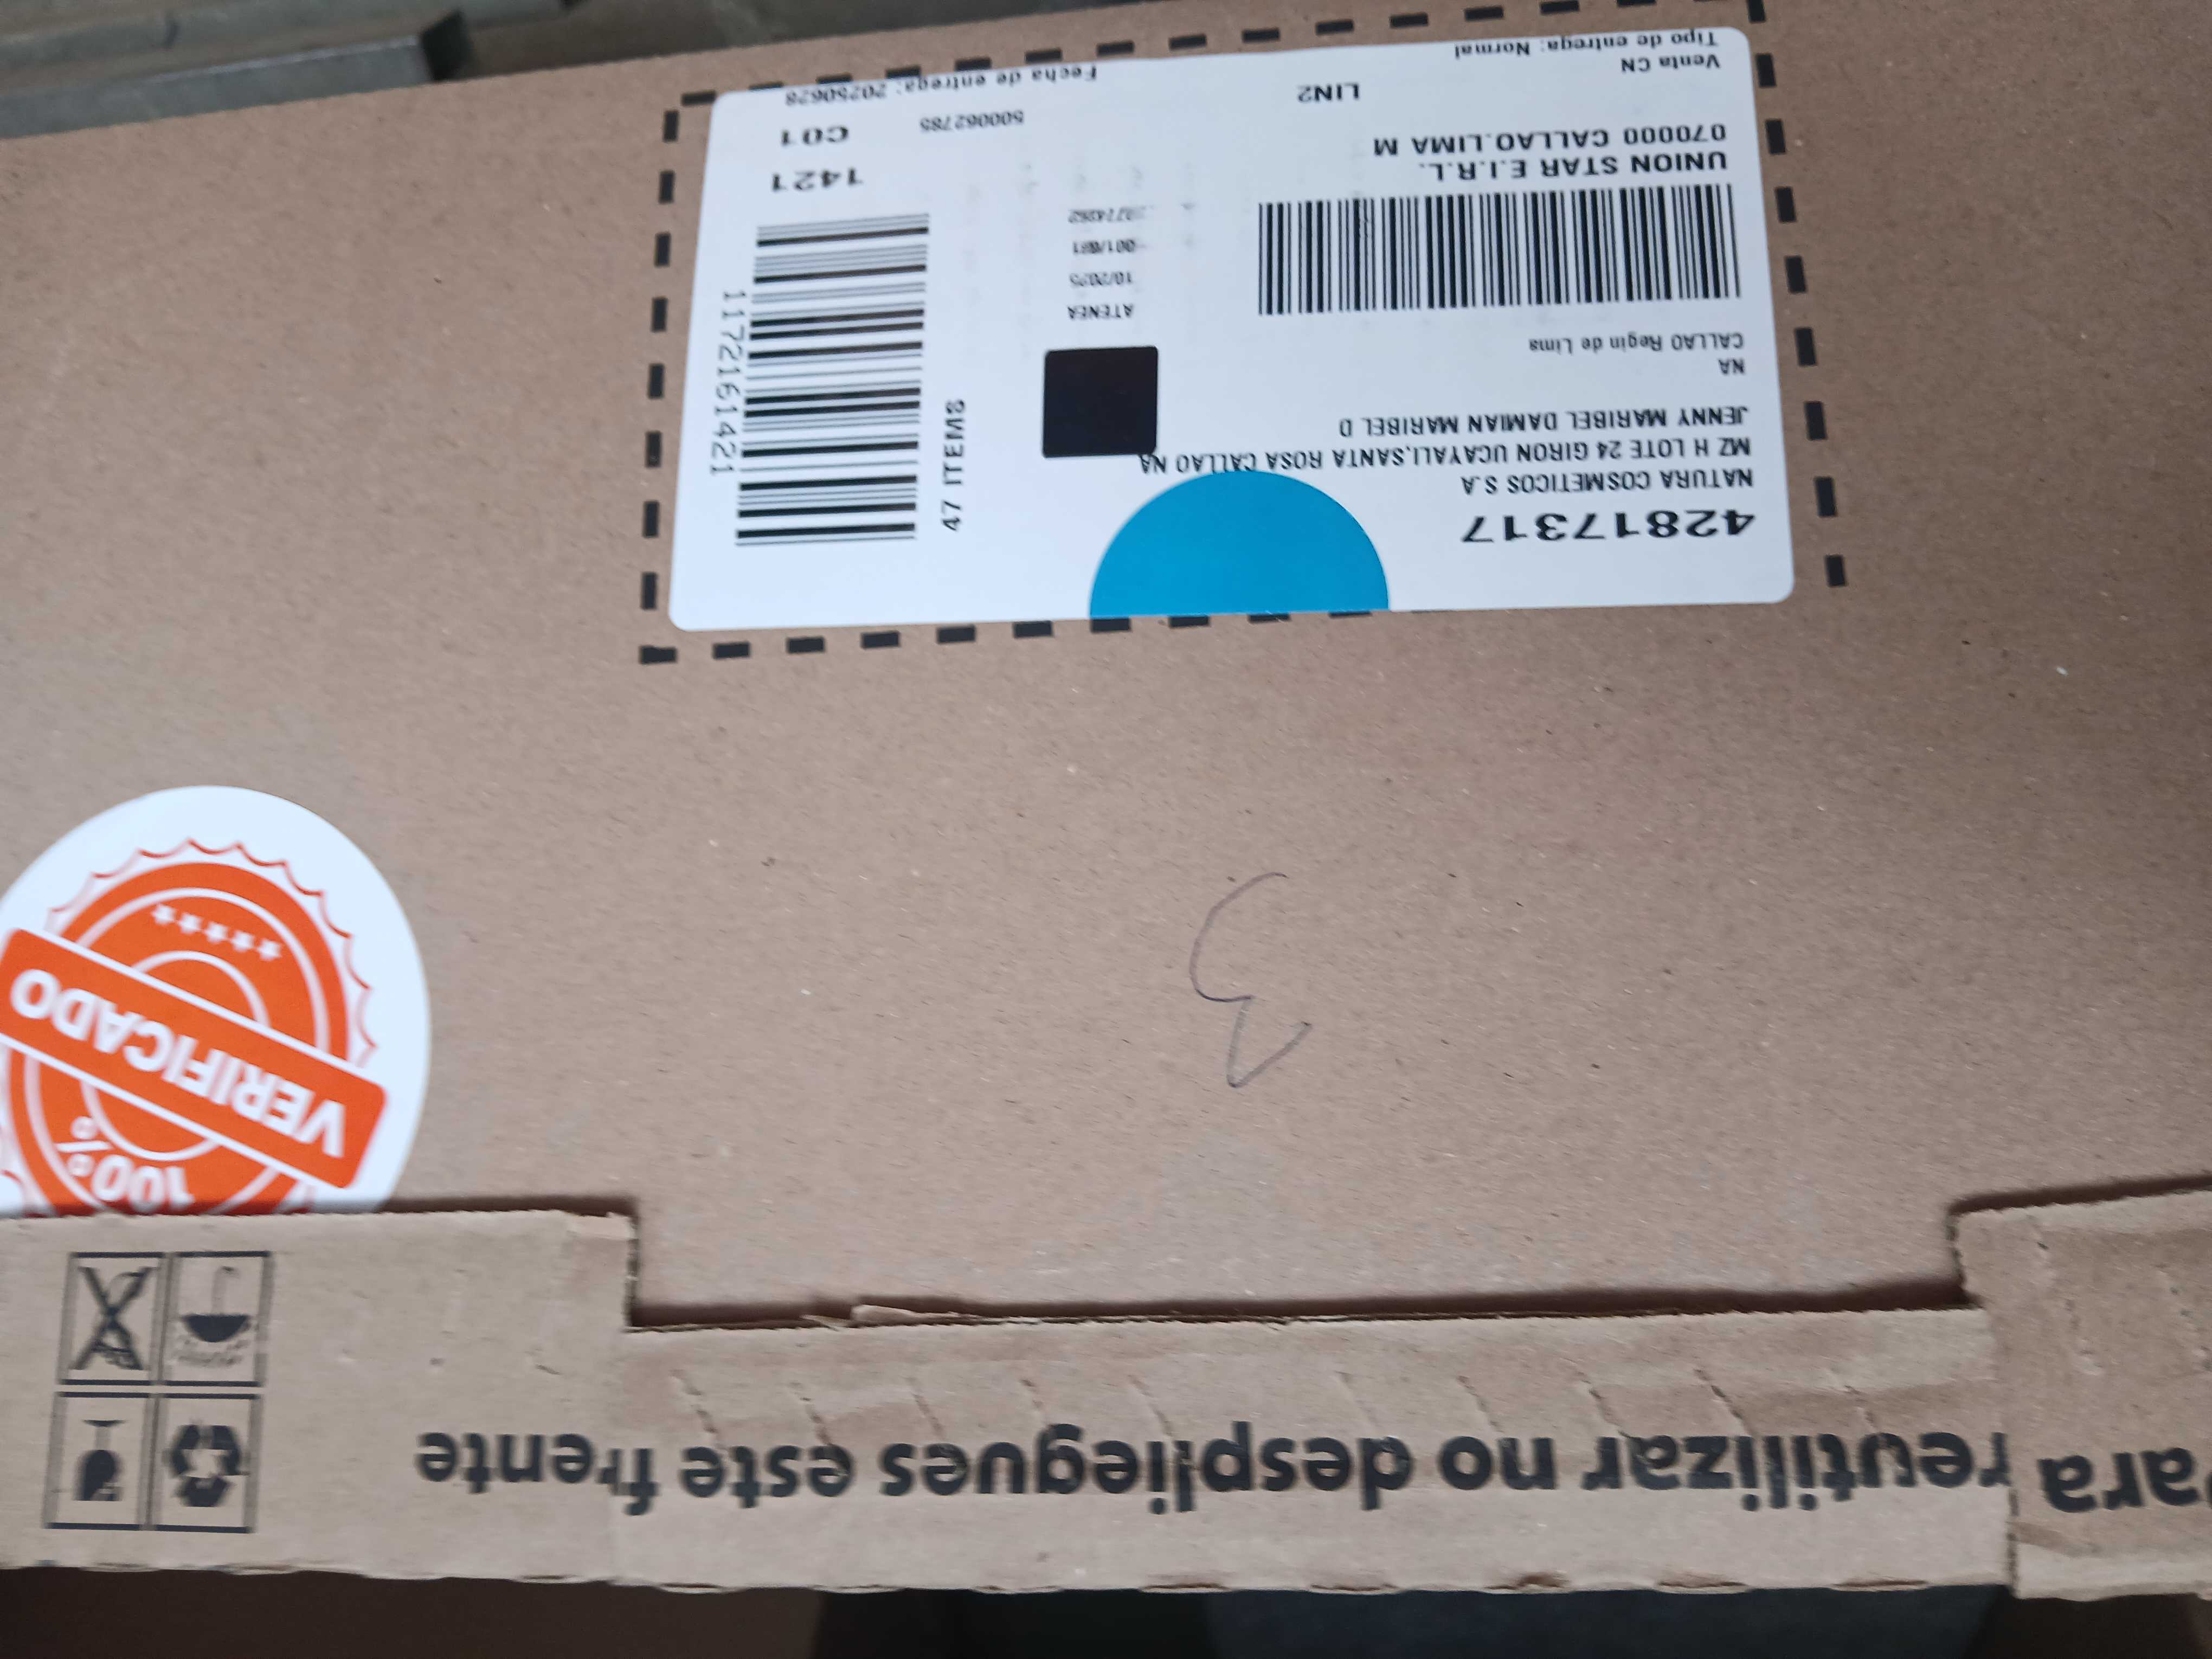 42817317
NATURA COSMETICOS S.A
MZ H LOTE 24 GIRON UCAYALI,SANTA ROSA CALLAO NA
JENNY MARIBEL DAMIAN MARIBEL D
NA
CALLAO Regin de Lima
UNION STAR E.I.R.L.
070000 CALLAO.LIMA M
Venta CN
LIN2
Tipo de entrega: Normal
47 ITEMS
1172161421
ATENEA
10/2025
1421
C01
500062785
Fecha de entrega: 20250628
100%
VERIFICADO
reutilizar no despliegues este frente